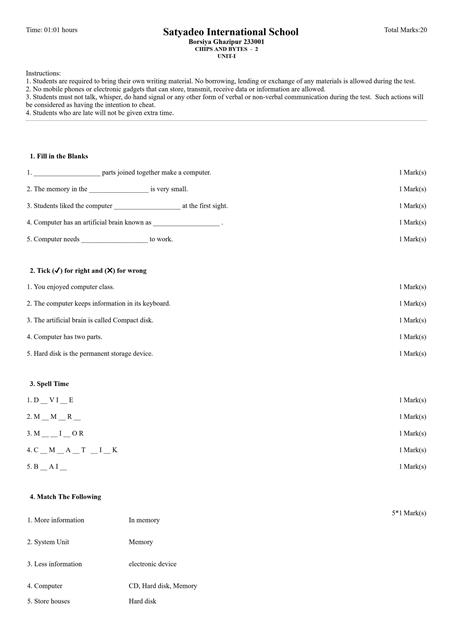 Time: 01:01 hours Satyadeo International School Total Marks:20
Borsiya Ghazipur 233001
CHIPS AND BYTES - 2
UNIT-I
Instructions:
1. Students are required to bring their own writing material. No borrowing, lending or exchange of any materials is allowed during the test.
2. No mobile phones or electronic gadgets that can store, transmit, receive data or information are allowed.
3. Students must not talk, whisper, do hand signal or any other form of verbal or non-verbal communication during the test. Such actions will
be considered as having the intention to cheat.
4. Students who are late will not be given extra time.
1. Fill in the Blanks
1. ____________________ parts joined together make a computer. 1 Mark(s)
2. The memory in the __________________ is very small. 1 Mark(s)
3. Students liked the computer ____________________ at the first sight. 1 Mark(s)
4. Computer has an artificial brain known as ____________________ . 1 Mark(s)
5. Computer needs ____________________ to work. 1 Mark(s)
2. Tick (✓) for right and (✕) for wrong
1. You enjoyed computer class. 1 Mark(s)
2. The computer keeps information in its keyboard. 1 Mark(s)
3. The artificial brain is called Compact disk. 1 Mark(s)
4. Computer has two parts. 1 Mark(s)
5. Hard disk is the permanent storage device. 1 Mark(s)
3. Spell Time
1. D __ V I __ E 1 Mark(s)
2. M __ M __ R __ 1 Mark(s)
3. M __ __ I __ O R 1 Mark(s)
4. C __ M __ A __ T __ I __ K 1 Mark(s)
5. B __ A I __ 1 Mark(s)
4. Match The Following
5*1 Mark(s)
1. More information In memory
2. System Unit Memory
3. Less information electronic device
4. Computer CD, Hard disk, Memory
5. Store houses Hard disk